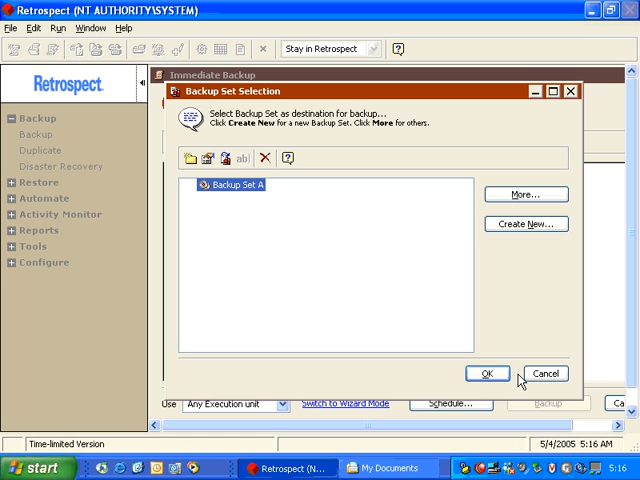 Retrospect (NT AUTHORITY\SYSTEM)
File Edit Run Window Help
Stay in Retrospect
Retrospect.
Immediate Backup
Backup Set Selection
Select Backup Set as destination for backup...
Click Create New for a new Backup Set. Click More for others.
Backup
Backup
Duplicate
Disaster Recovery
Restore
Automate
Activity Monitor
Reports
Tools
Configure
ab
Backup Set A
More...
Create New...
OK
Cancel
Use Any Execution unit Switch to Wizard Mode Schedule... Backup Ca
Time-limited Version
5/4/2005 5:16 AM
start
Retrospect (N...
My Documents
5:16